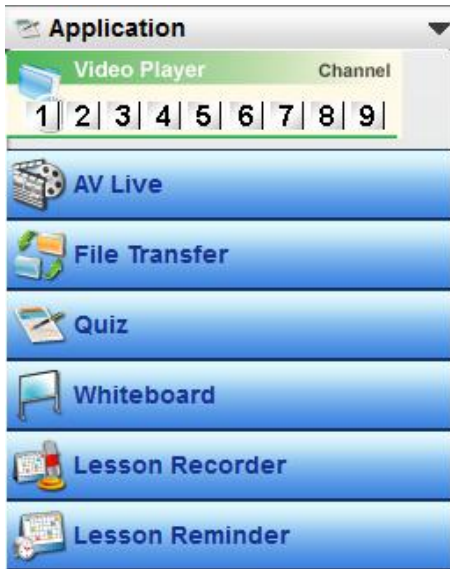 Application
Video Player Channel
1 2 3 4 5 6 7 8 9
AV Live
File Transfer
Quiz
Whiteboard
Lesson Recorder
Lesson Reminder